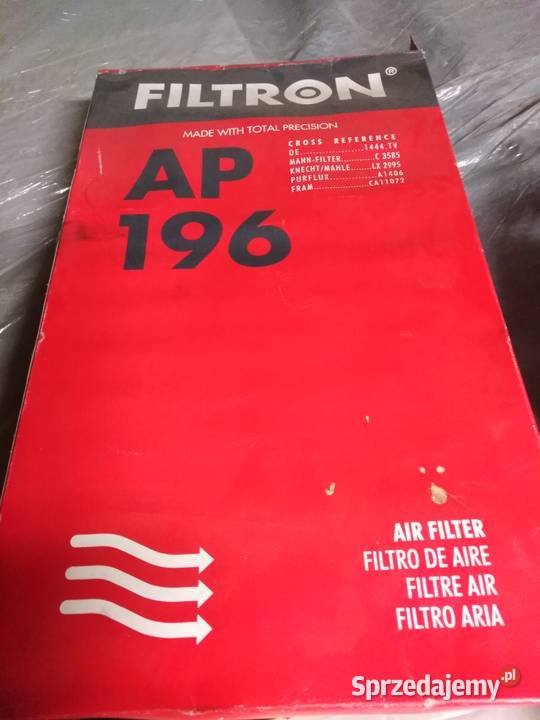 FILTRON®
MADE WITH TOTAL PRECISION
AP
196
CROSS REFERENCE
OE....................1444.TV
MANN-FILTER...........C 3585
KNECHT/MAHLE.......LX 2995
PURFLUX...............A1406
FRAM.....................CA11072
AIR FILTER
FILTRO DE AIRE
FILTRE AIR
FILTRO ARIA
Sprzedajemy.pl